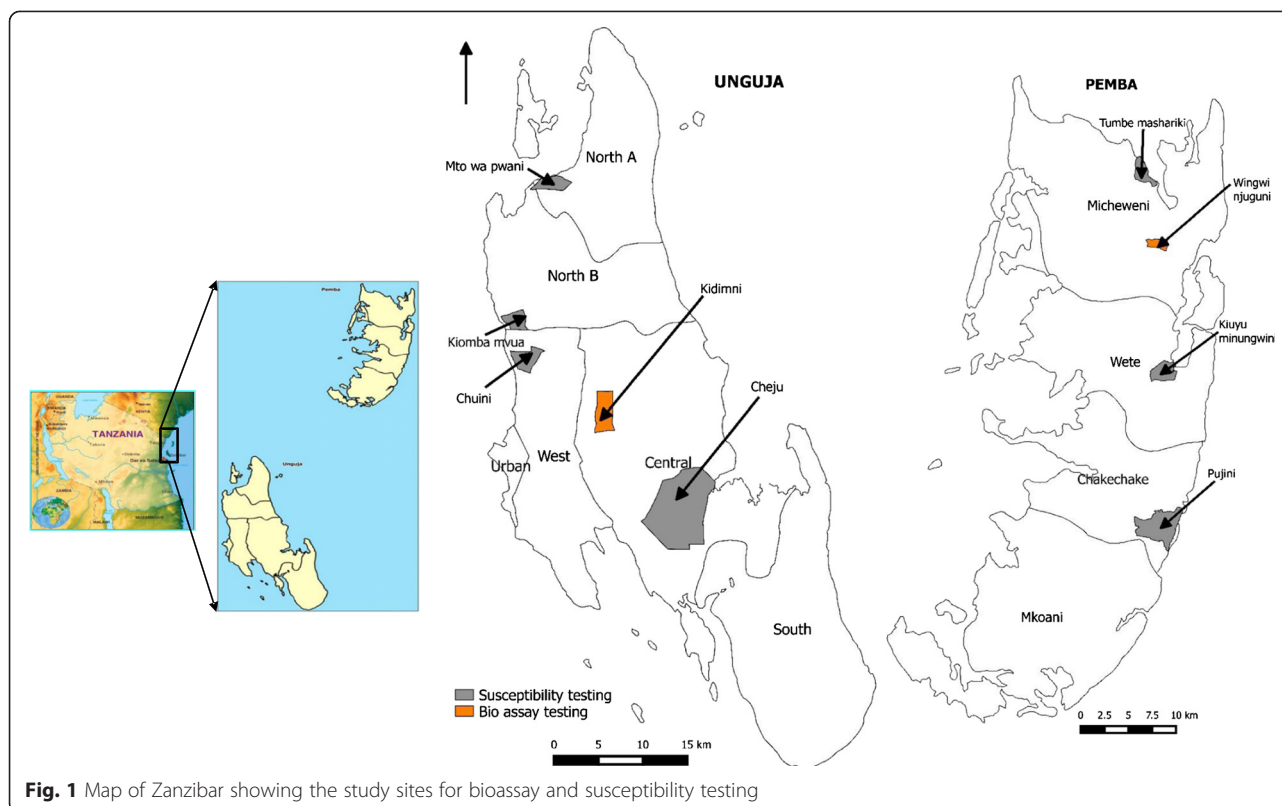 UNGUJA
PEMBA
Tumbe mashariki
North A
Mto wa pwani
Wingwi
njuguni
Micheweni
North B
Kidimni
Pemba
Kiomba mvua
Kiuyu
minungwini
Wete
Chuini
Cheju
TANZANIA
Central
Urban
West
Chakechake
Pujini
Unguja
Mkoani
South
Susceptibility testing
Bio assay testing
0 2.5 5 7.5 10 km
0 5 10 15 km
Fig. 1 Map of Zanzibar showing the study sites for bioassay and susceptibility testing